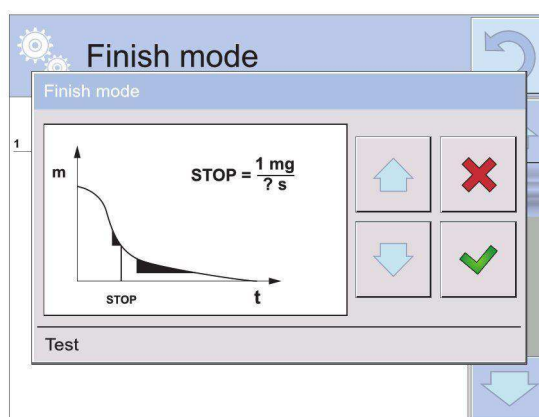 Finish mode
Finish mode
1
m
STOP = 1 mg
? s
STOP
t
Test